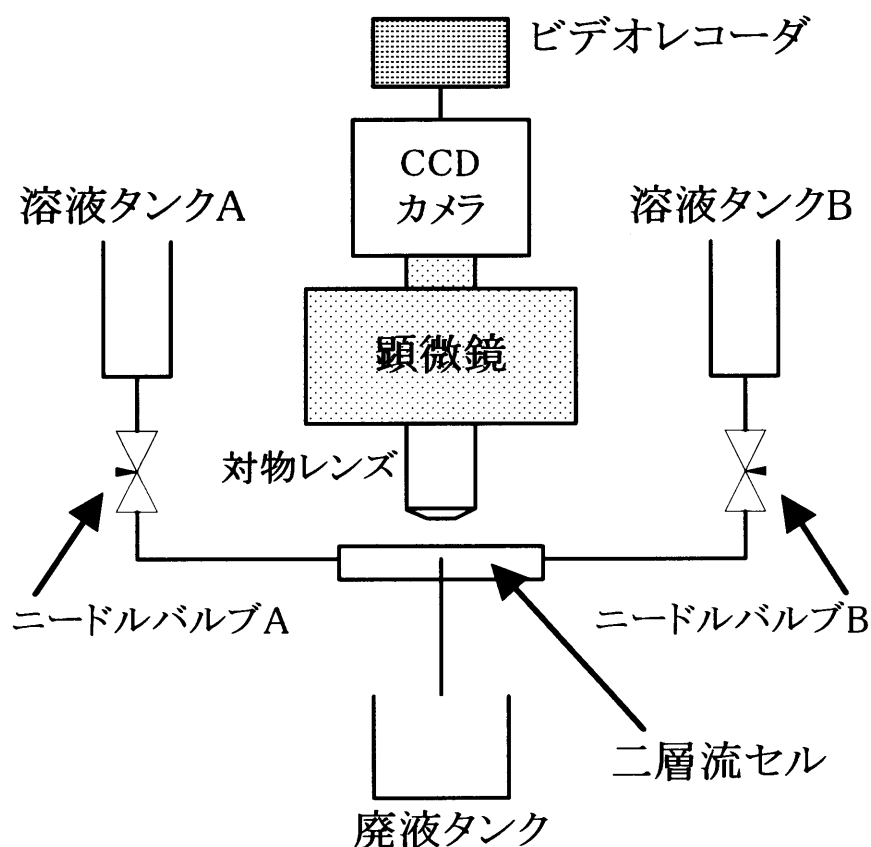 ビデオレコーダ
CCD
カメラ
溶液タンクA
溶液タンクB
顕微鏡
対物レンズ
ニードルバルブA
ニードルバルブB
二層流セル
廃液タンク